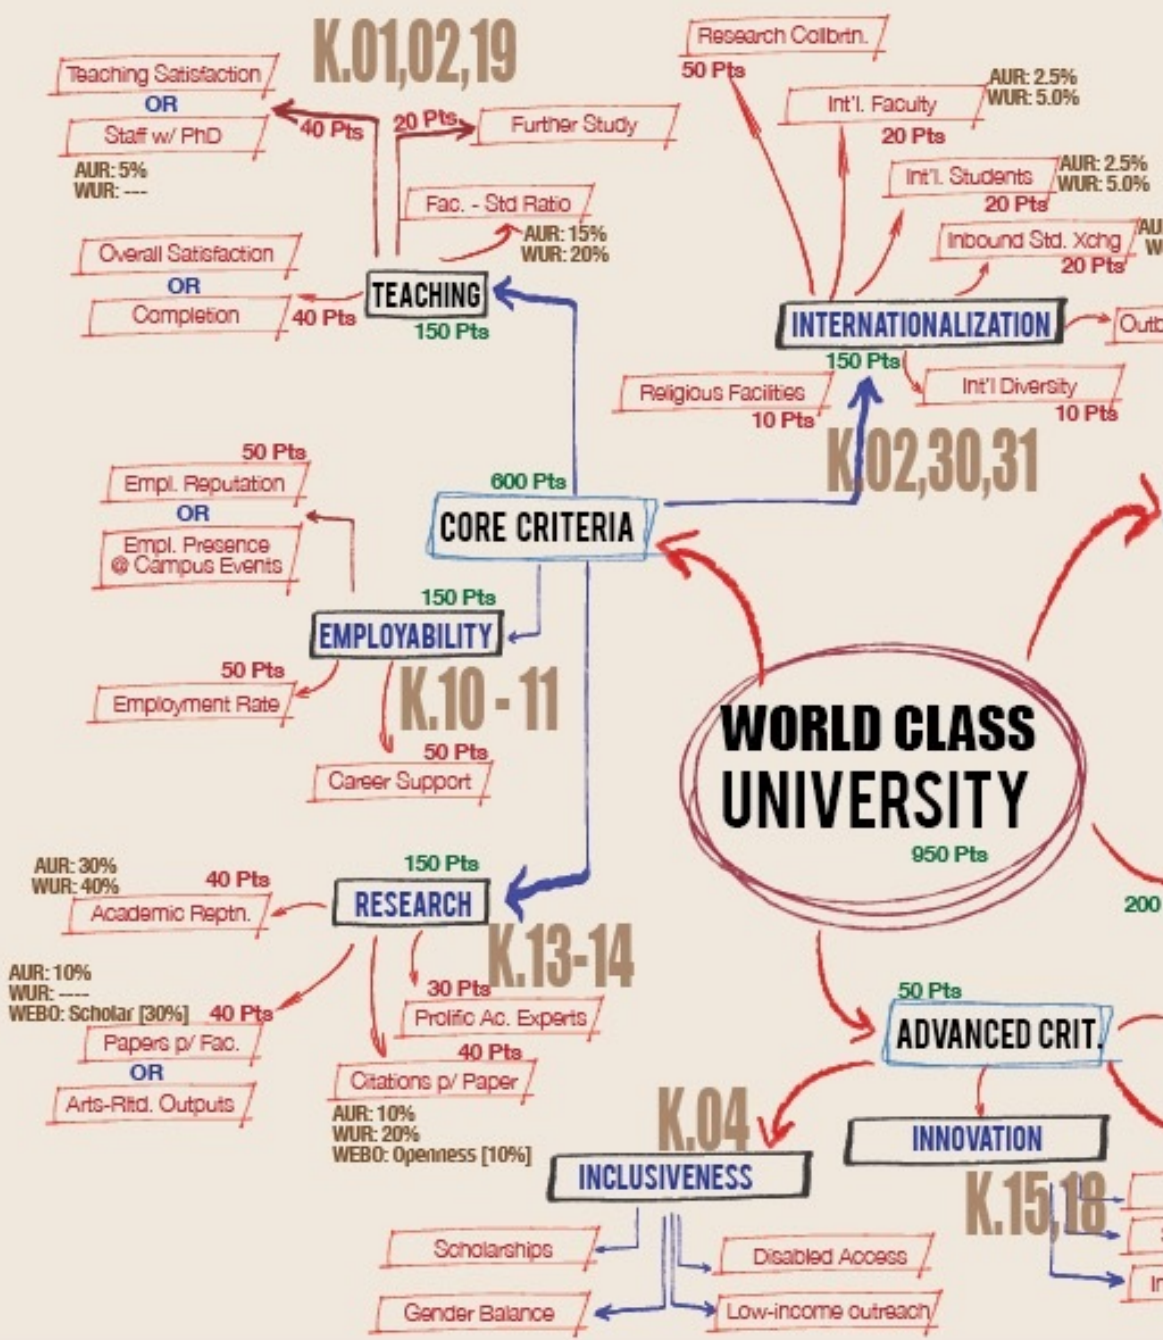 K.01,02,19
Teaching Satisfaction
OR
Staff w/ PhD
AUR: 5%
WUR: ---
40 Pts
20 Pts
Further Study
Fac. - Std Ratio
AUR: 15%
WUR: 20%
Overall Satisfaction
OR
Completion
40 Pts
TEACHING
150 Pts
Research Collbrtn.
50 Pts
Int'l. Faculty
20 Pts
AUR: 2.5%
WUR: 5.0%
Int'l. Students
20 Pts
AUR: 2.5%
WUR: 5.0%
Inbound Std. Xchg
20 Pts
INTERNATIONALIZATION
150 Pts
Religious Facilities
10 Pts
Int'l Diversity
10 Pts
K.02,30,31
600 Pts
CORE CRITERIA
50 Pts
Empl. Reputation
OR
Empl. Presence
@ Campus Events
150 Pts
EMPLOYABILITY
50 Pts
Employment Rate
K.10 - 11
50 Pts
Career Support
WORLD CLASS
UNIVERSITY
950 Pts
200
150 Pts
RESEARCH
K.13-14
AUR: 30%
WUR: 40%
40 Pts
Academic Reptn.
AUR: 10%
WUR: ----
WEBO: Scholar [30%]
40 Pts
Papers p/ Fac.
OR
Arts-Rltd. Outputs
30 Pts
Prolific Ac. Experts
40 Pts
Citations p/ Paper
AUR: 10%
WUR: 20%
WEBO: Openness [10%]
50 Pts
ADVANCED CRIT.
K.04
INCLUSIVENESS
INNOVATION
K.15,18
Scholarships
Disabled Access
Gender Balance
Low-income outreach